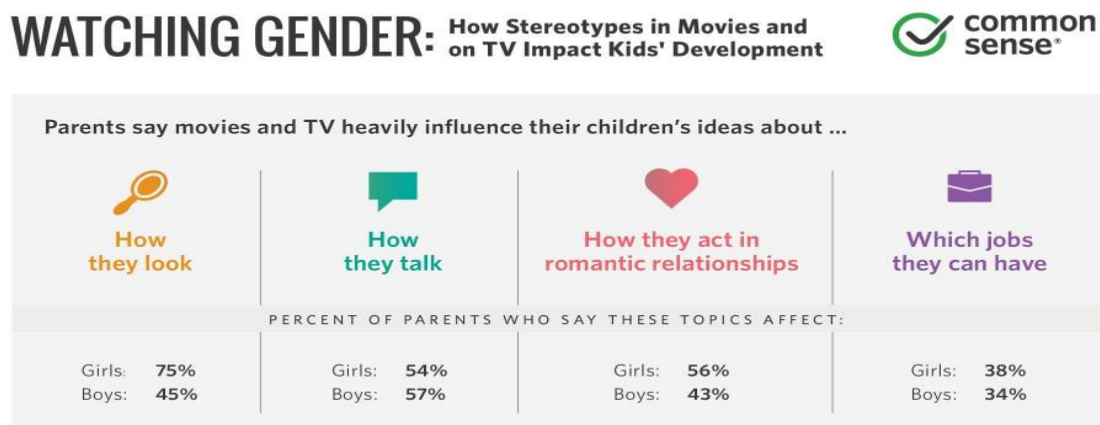 WATCHING GENDER: How Stereotypes in Movies and
on TV Impact Kids' Development
common
sense®
Parents say movies and TV heavily influence their children's ideas about ...
How
they look
How
they talk
How they act in
romantic relationships
Which jobs
they can have
PERCENT OF PARENTS WHO SAY THESE TOPICS AFFECT:
Girls: 75%
Boys: 45%
Girls: 54%
Boys: 57%
Girls: 56%
Boys: 43%
Girls: 38%
Boys: 34%